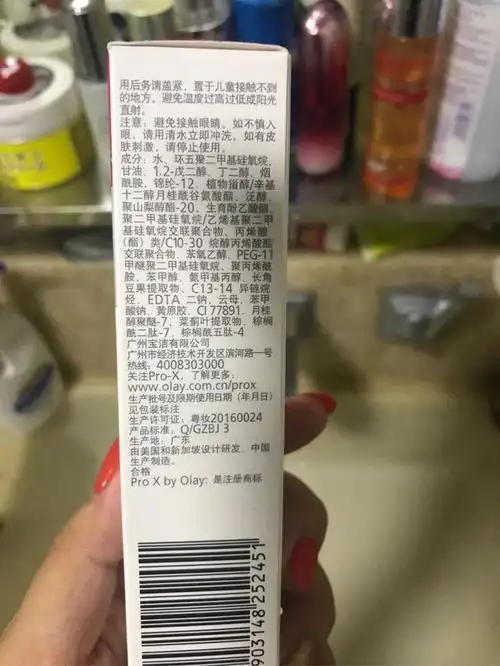 用后务请盖紧，置于儿童接触不到
的地方。避免温度过高过低或阳光
直射。
注意：避免接触眼睛。如不慎入
眼，请用清水立即冲洗。如有皮
肤刺激，请停止使用。
成分：水、环五聚二甲基硅氧烷、
甘油、1,2-戊二醇、丁二醇、烟
酰胺、锦纶-12、植物甾醇/辛基
十二醇月桂酰谷氨酸酯、泛醇、
聚山梨醇酯-20、生育酚乙酸酯、
聚二甲基硅氧烷/乙烯基聚二甲
基硅氧烷交联聚合物、丙烯酸
（酯）类/C10-30 烷醇丙烯酸酯
交联聚合物、苯氧乙醇、PEG-11
甲醚聚二甲基硅氧烷、聚丙烯酰
胺、苯甲醇、氨甲基丙醇、长角
豆果提取物、C13-14 异链烷
烃、EDTA 二钠、云母、苯甲
酸钠、黄原胶、CI 77891、月桂
醇聚醚-7、菥蓂叶提取物、棕榈
酰二肽-7、棕榈酰五肽-4
广州宝洁有限公司
广州市经济技术开发区滨河路一号
热线：4008303000
关注Pro-X，了解更多：
www.olay.com.cn/prox
生产批号及限期使用日期（年月日）
见包装标注
生产许可证：粤妆20160024
产品标准：Q/GZBJ 3
生产地：广东
由美国和新加坡设计研发，中国
生产制造。
合格
Pro X by Olay: 是注册商标
903148 252451